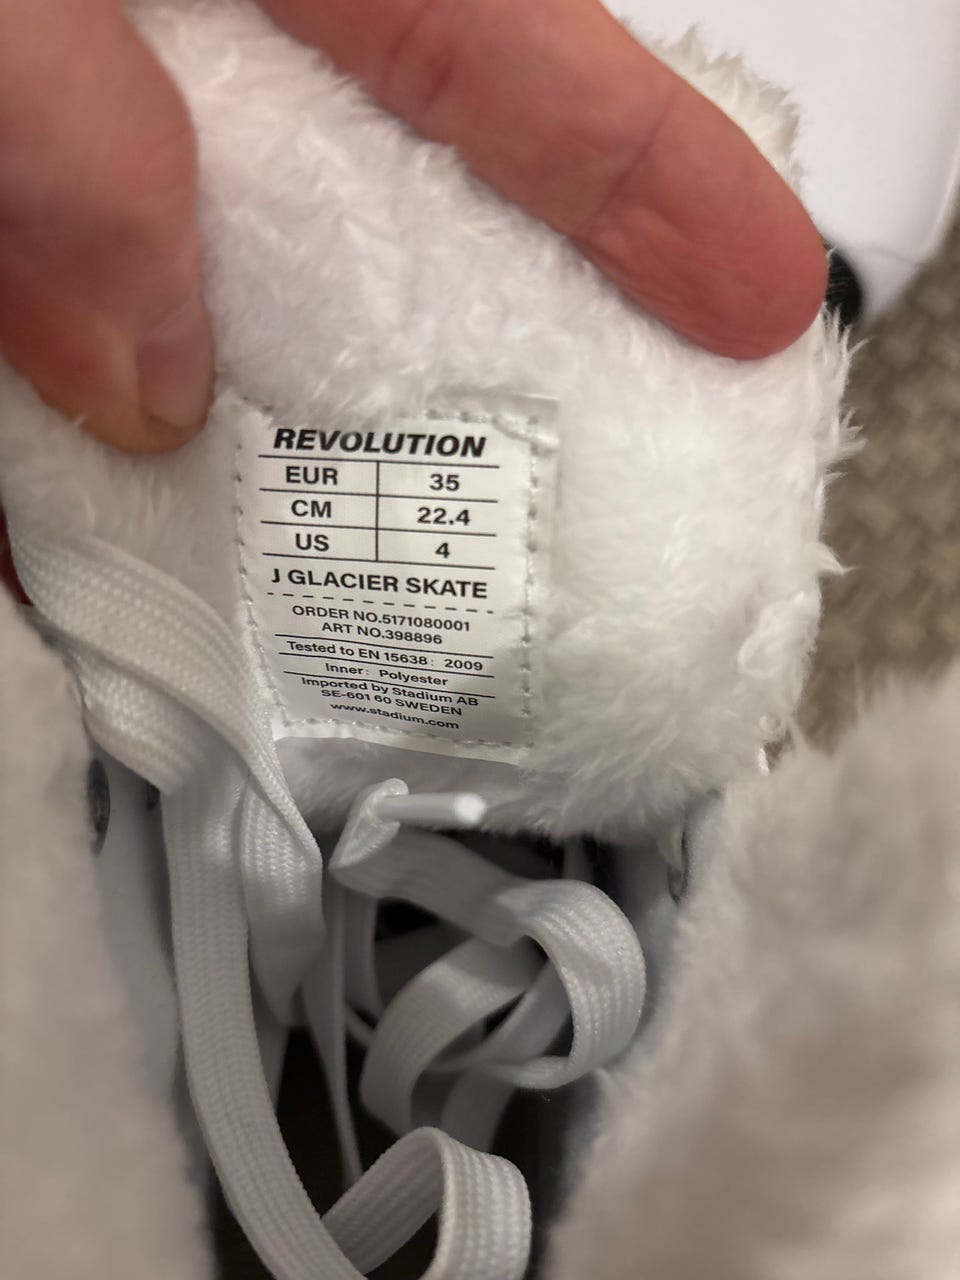 REVOLUTION
EUR 35
CM 22.4
US 4
J GLACIER SKATE
ORDER NO.5171080001
ART NO.398896
Tested to EN 15638: 2009
Inner: Polyester
Imported by Stadium AB
SE-601 60 SWEDEN
www.stadium.com